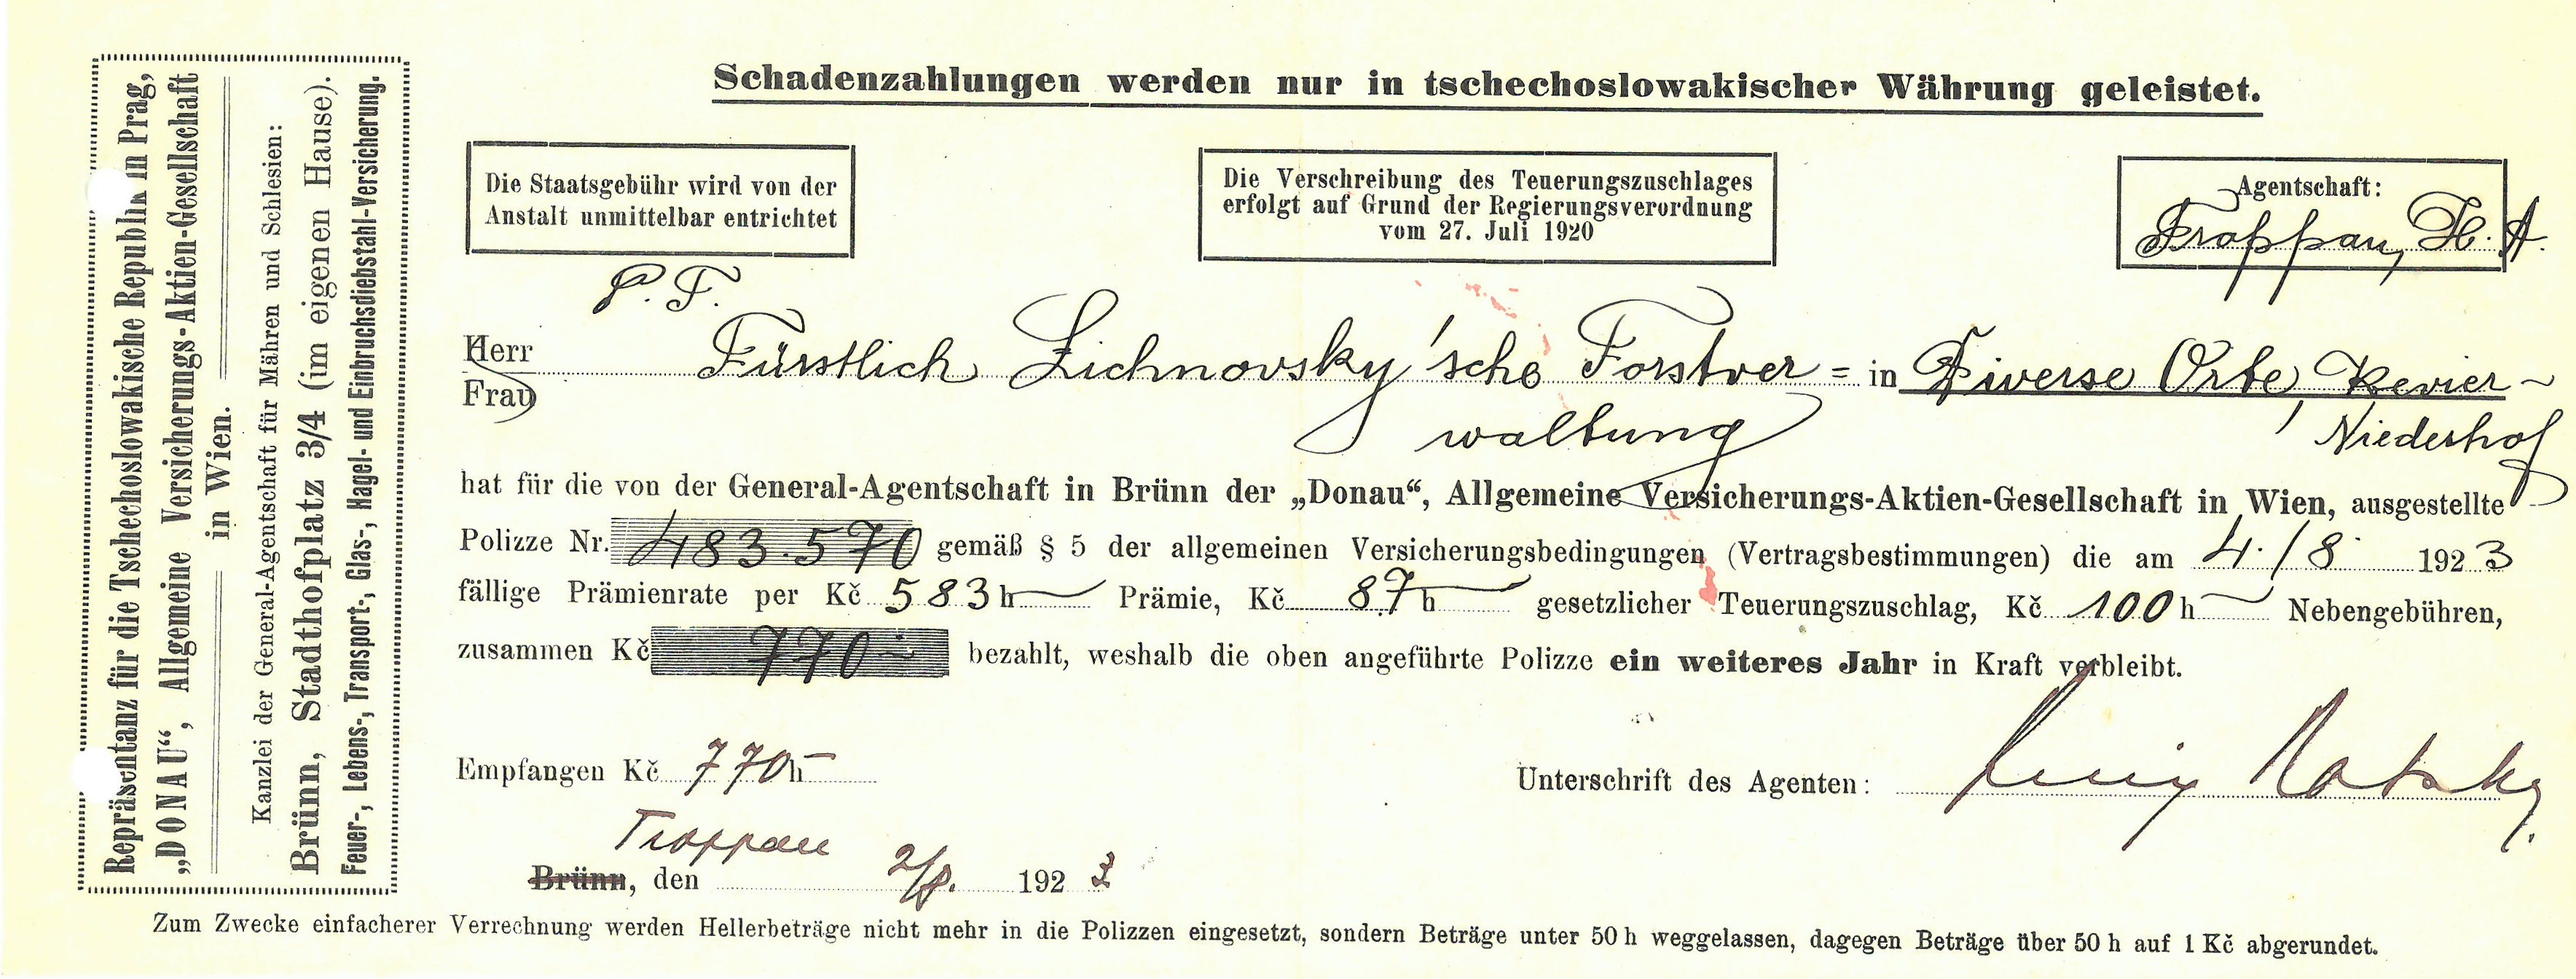 Repräsentanz für die Tschechoslowakische Republik in Prag,
„DONAU“, Allgemeine Versicherungs-Aktien-Gesellschaft
in Wien.
Kanzlei der General-Agentschaft für Mähren und Schlesien:
Brünn, Stadthofplatz 3/4 (im eigenen Hause).
Feuer-, Lebens-, Transport-, Glas-, Hagel- und Einbruchsdiebstahl-Versicherung.
Schadenzahlungen werden nur in tschechoslowakischer Währung geleistet.
Die Staatsgebühr wird von der
Anstalt unmittelbar entrichtet
Die Verschreibung des Teuerungszuschlages
erfolgt auf Grund der Regierungsverordnung
vom 27. Juli 1920
Agentschaft:
Troppau, H. A.
P. T.
Herr
Frau
Fürstlich Lichnovsky'sche Forstver = in Diverse Orte, Revier -
waltung Niederhof
hat für die von der General-Agentschaft in Brünn der „Donau“, Allgemeine Versicherungs-Aktien-Gesellschaft in Wien, ausgestellte
Polizze Nr. 483.570 gemäß § 5 der allgemeinen Versicherungsbedingungen (Vertragsbestimmungen) die am 4./8. 1923
fällige Prämienrate per Kč 583 h Prämie, Kč 87 h gesetzlicher Teuerungszuschlag, Kč 100 h Nebengebühren,
zusammen Kč 770 - bezahlt, weshalb die oben angeführte Polizze ein weiteres Jahr in Kraft verbleibt.
Empfangen Kč 770 h
Unterschrift des Agenten:
Troppau
Brünn, den 2/8. 1923
Zum Zwecke einfacherer Verrechnung werden Hellerbeträge nicht mehr in die Polizzen eingesetzt, sondern Beträge unter 50 h weggelassen, dagegen Beträge über 50 h auf 1 Kč abgerundet.